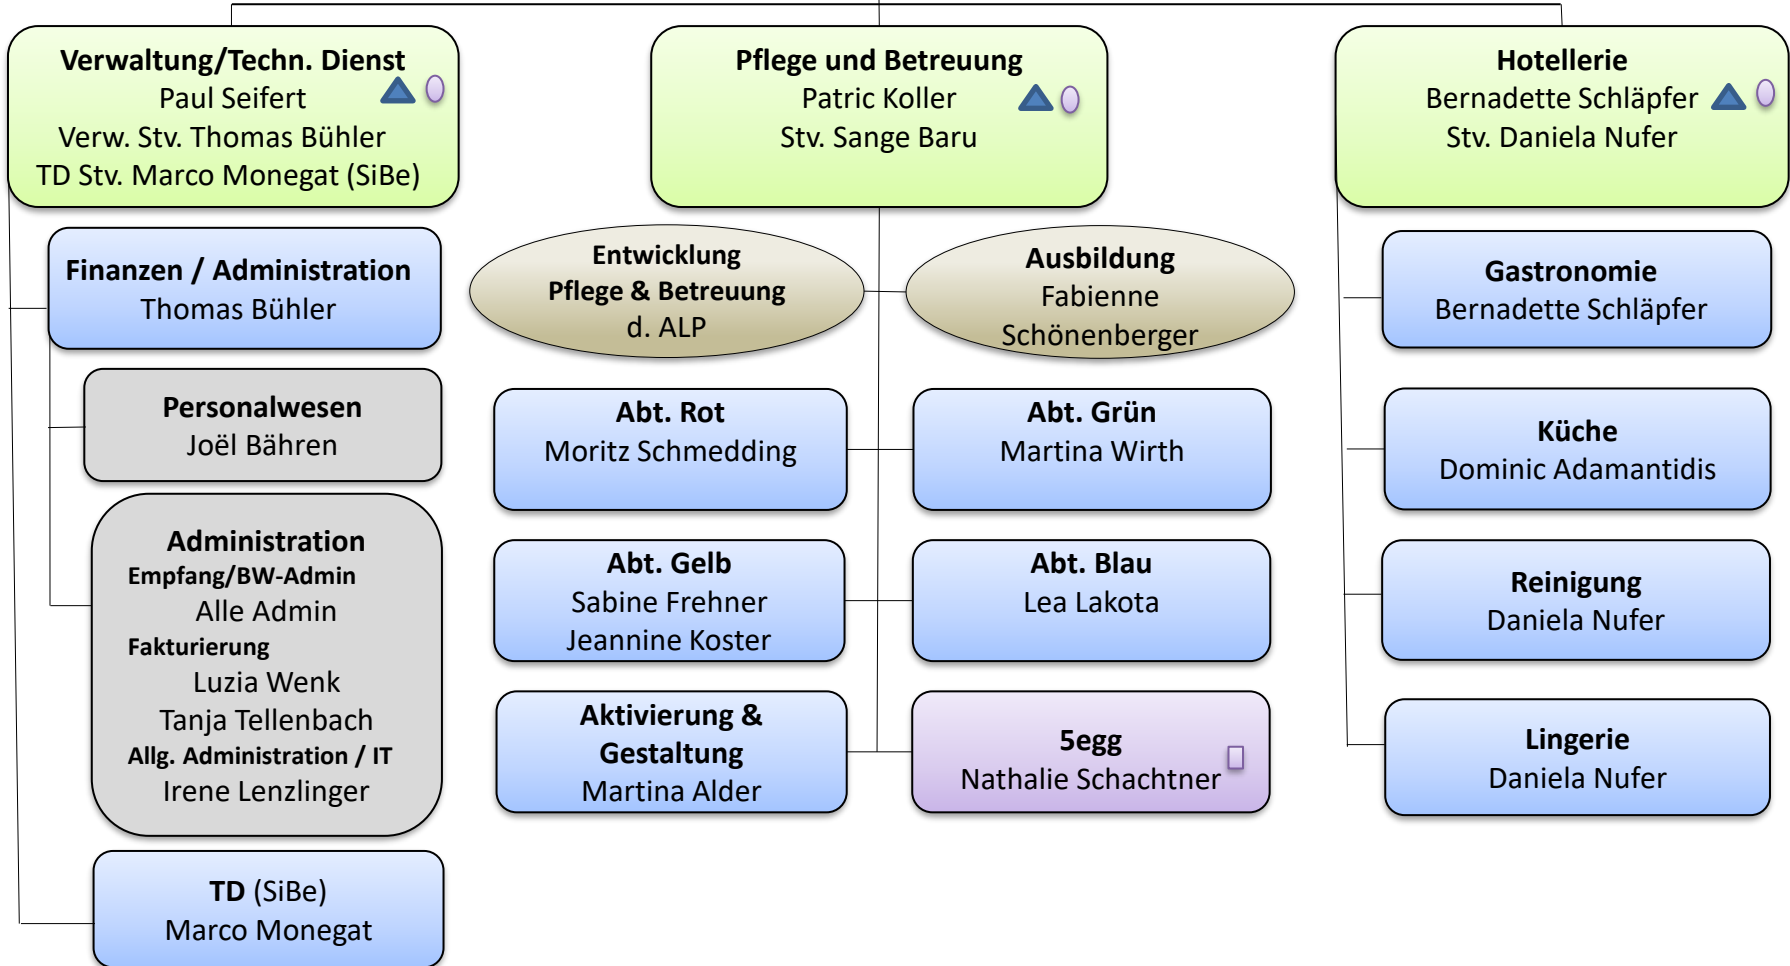 Verwaltung/Techn. Dienst
Paul Seifert
Verw. Stv. Thomas Bühler
TD Stv. Marco Monegat (SiBe)
Finanzen / Administration
Thomas Bühler
Personalwesen
Joël Bähren
Administration
Empfang/BW-Admin
Alle Admin
Fakturierung
Luzia Wenk
Tanja Tellenbach
Allg. Administration / IT
Irene Lenzlinger
TD (SiBe)
Marco Monegat
Pflege und Betreuung
Patric Koller
Stv. Sange Baru
Entwicklung
Pflege & Betreuung
d. ALP
Ausbildung
Fabienne
Schönenberger
Abt. Rot
Moritz Schmedding
Abt. Grün
Martina Wirth
Abt. Gelb
Sabine Frehner
Jeannine Koster
Abt. Blau
Lea Lakota
Aktivierung &
Gestaltung
Martina Alder
5egg
Nathalie Schachtner
Hotellerie
Bernadette Schläpfer
Stv. Daniela Nufer
Gastronomie
Bernadette Schläpfer
Küche
Dominic Adamantidis
Reinigung
Daniela Nufer
Lingerie
Daniela Nufer